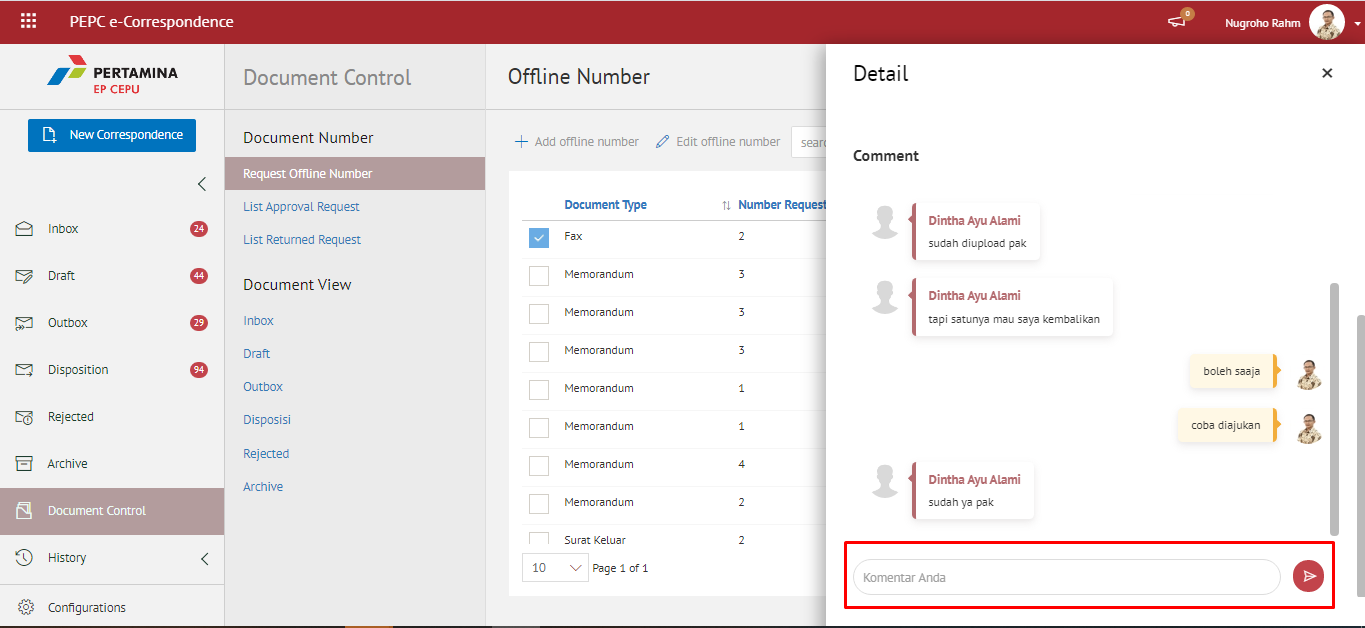 PEPC e-Correspondence
0
Nugroho Rahm
PERTAMINA
EP CEPU
New Correspondence
Inbox 24
Draft 44
Outbox 29
Disposition 94
Rejected
Archive
Document Control
History
Configurations
Document Control
Document Number
Request Offline Number
List Approval Request
List Returned Request
Document View
Inbox
Draft
Outbox
Disposisi
Rejected
Archive
Offline Number
Add offline number Edit offline number searc
Document Type Number Request
Fax 2
Memorandum 3
Memorandum 3
Memorandum 3
Memorandum 1
Memorandum 1
Memorandum 4
Memorandum 2
Surat Keluar 2
10 Page 1 of 1
Detail
Comment
Dintha Ayu Alami
sudah diupload pak
Dintha Ayu Alami
tapi satunya mau saya kembalikan
boleh saaja
coba diajukan
Dintha Ayu Alami
sudah ya pak
Komentar Anda